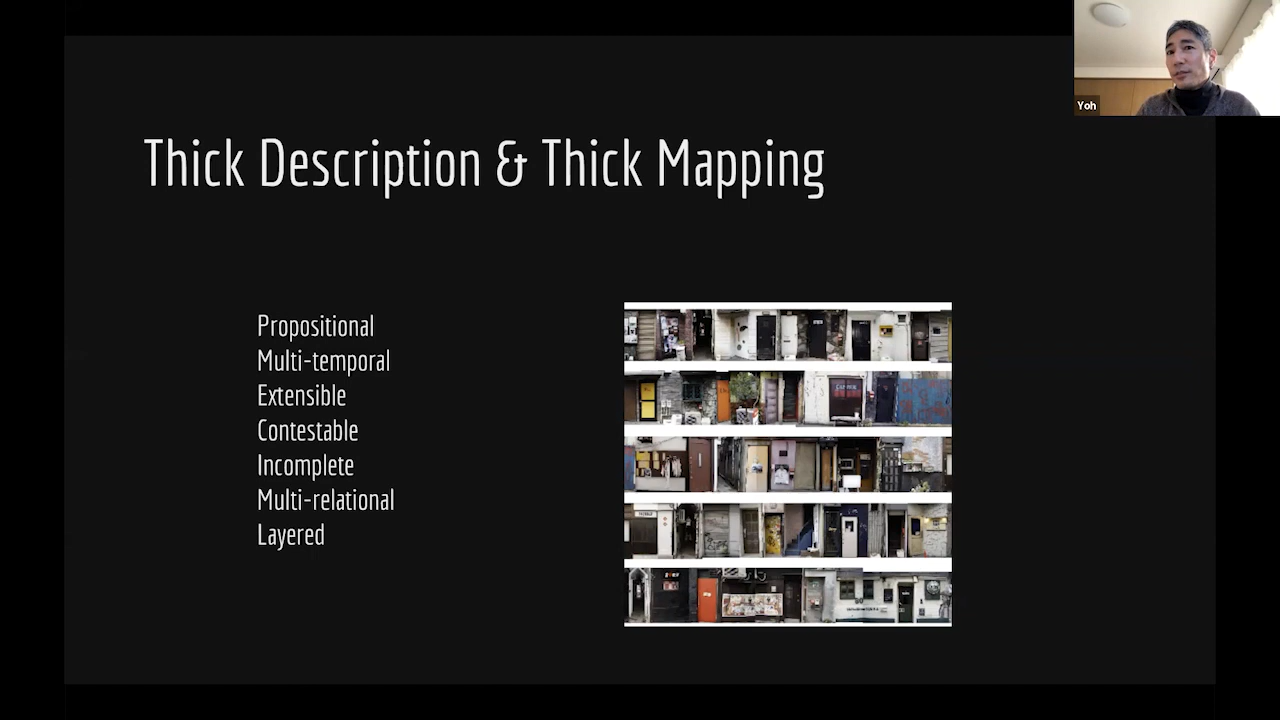 Thick Description & Thick Mapping
Propositional
Multi-temporal
Extensible
Contestable
Incomplete
Multi-relational
Layered
Yoh